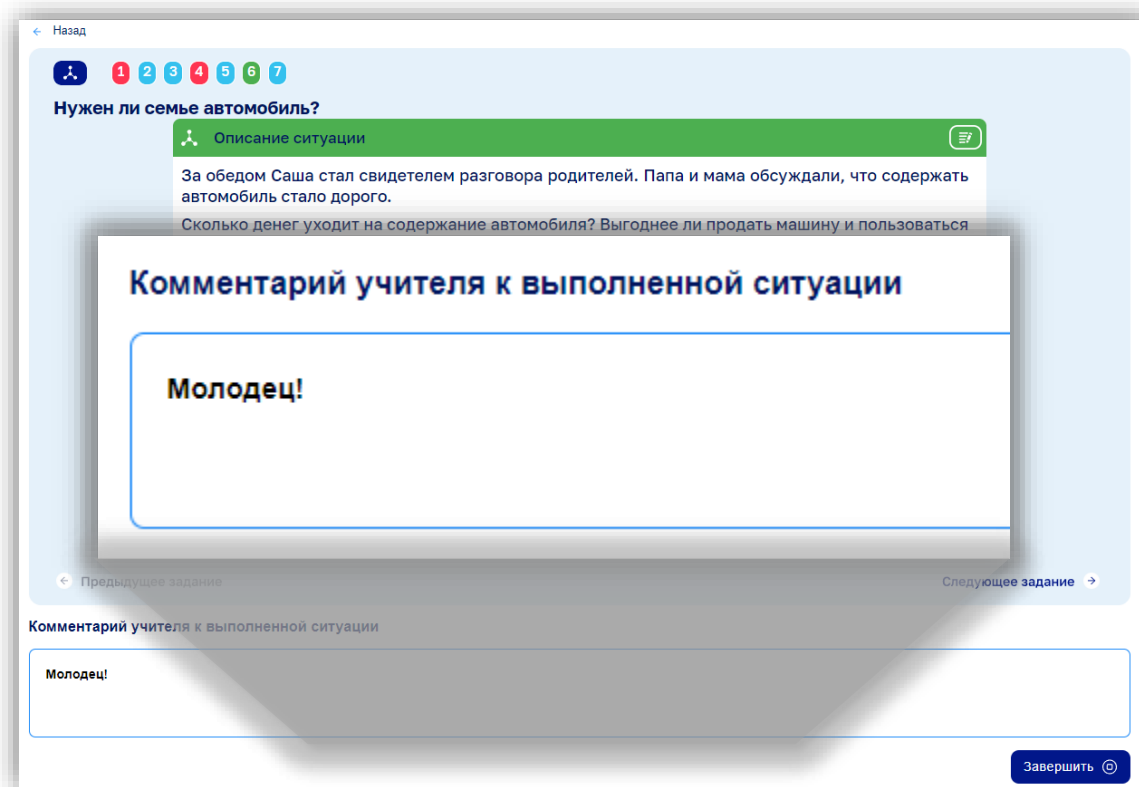 Назад
1 2 3 4 5 6 7
Нужен ли семье автомобиль?
Описание ситуации
За обедом Саша стал свидетелем разговора родителей. Папа и мама обсуждали, что содержать
автомобиль стало дорого.
Сколько денег уходит на содержание автомобиля? Выгоднее ли продать машину и пользоваться
Комментарий учителя к выполненной ситуации
Молодец!
Предыдущее задание
Следующее задание
Комментарий учителя к выполненной ситуации
Молодец!
Завершить